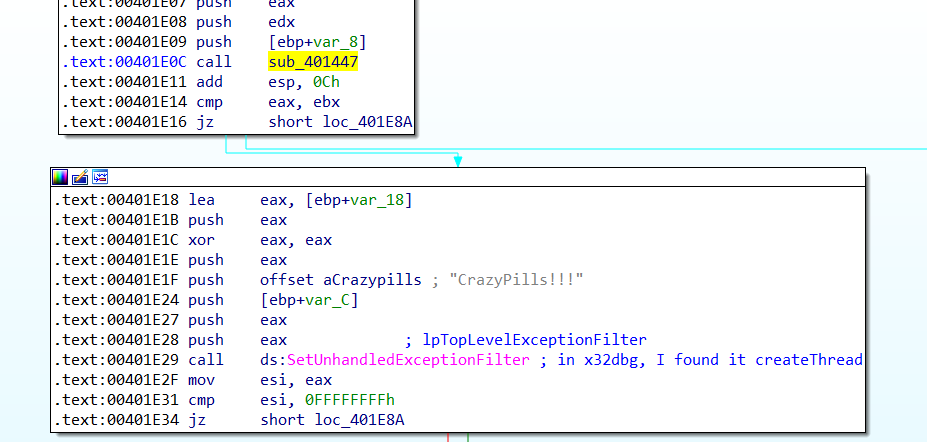 .text:00401E07 push eax
.text:00401E08 push edx
.text:00401E09 push [ebp+var_8]
.text:00401E0C call sub_401447
.text:00401E11 add esp, 0Ch
.text:00401E14 cmp eax, ebx
.text:00401E16 jz short loc_401E8A
.text:00401E18 lea eax, [ebp+var_18]
.text:00401E1B push eax
.text:00401E1C xor eax, eax
.text:00401E1E push eax
.text:00401E1F push offset aCrazypills ; "CrazyPills!!!"
.text:00401E24 push [ebp+var_C]
.text:00401E27 push eax
.text:00401E28 push eax ; lpTopLevelExceptionFilter
.text:00401E29 call ds:SetUnhandledExceptionFilter ; in x32dbg, I found it createThread
.text:00401E2F mov esi, eax
.text:00401E31 cmp esi, 0FFFFFFFFh
.text:00401E34 jz short loc_401E8A